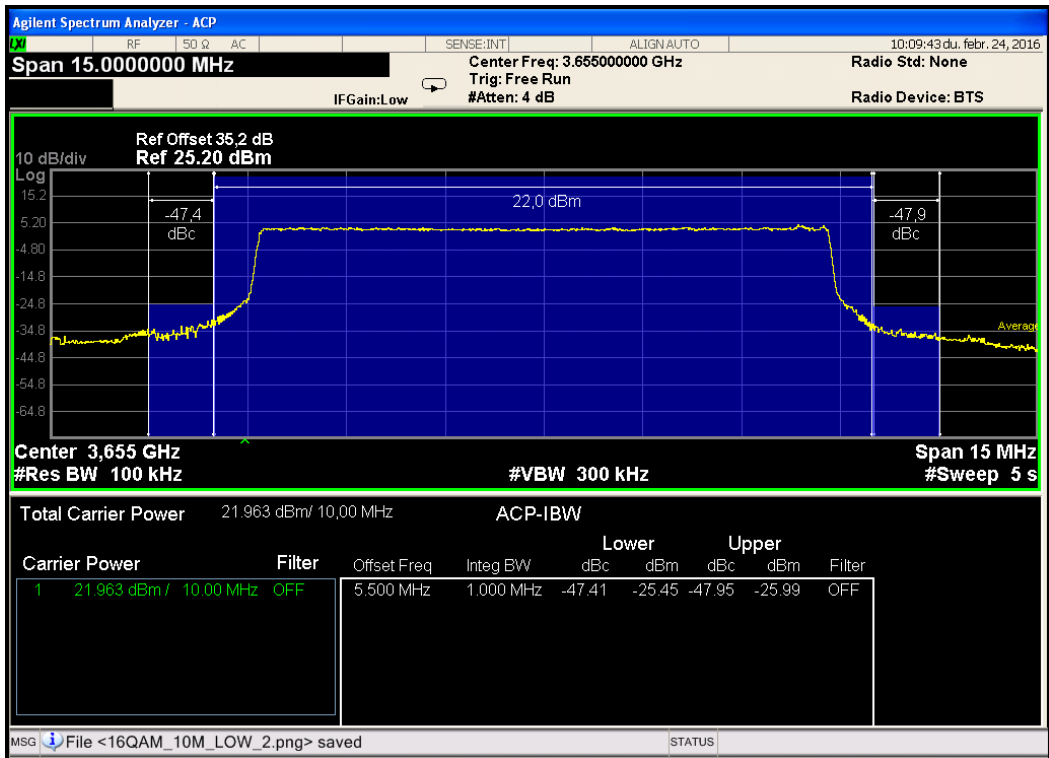 Agilent Spectrum Analyzer - ACP
LXI RF 50 Ω AC SENSE:INT ALIGNAUTO 10:09:43 du. febr. 24, 2016
Span 15.0000000 MHz
Center Freq: 3.655000000 GHz
Radio Std: None
Trig: Free Run
IFGain:Low #Atten: 4 dB Radio Device: BTS
Ref Offset 35,2 dB
10 dB/div Ref 25.20 dBm
Log
15.2
5.20
-4.80
-14.8
-24.8
-34.8
-44.8
-54.8
-64.8
-47,4
dBc
22,0 dBm
-47,9
dBc
Average
Center 3,655 GHz Span 15 MHz
#Res BW 100 kHz #VBW 300 kHz #Sweep 5 s
Total Carrier Power 21.963 dBm/ 10,00 MHz ACP-IBW
Lower Upper
Carrier Power Filter Offset Freq Integ BW dBc dBm dBc dBm Filter
1 21.963 dBm / 10.00 MHz OFF 5.500 MHz 1.000 MHz -47.41 -25.45 -47.95 -25.99 OFF
MSG File <16QAM_10M_LOW_2.png> saved STATUS